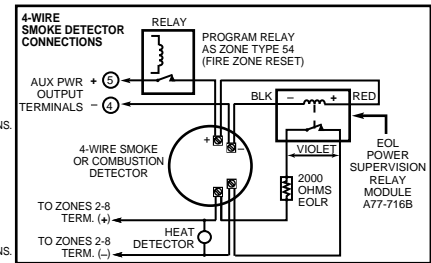 4-WIRE
SMOKE DETECTOR
CONNECTIONS
RELAY
PROGRAM RELAY
AS ZONE TYPE 54
(FIRE ZONE RESET)
AUX PWR + 5
OUTPUT
TERMINALS – 4
BLK – + RED
NS.
4-WIRE SMOKE
OR COMBUSTION
DETECTOR
+ –
VIOLET
EOL
POWER
SUPERVISION
RELAY
MODULE
A77-716B
2000
OHMS
EOLR
TO ZONES 2-8
TERM. (+)
HEAT
DETECTOR
TO ZONES 2-8
TERM. (–)
NS.